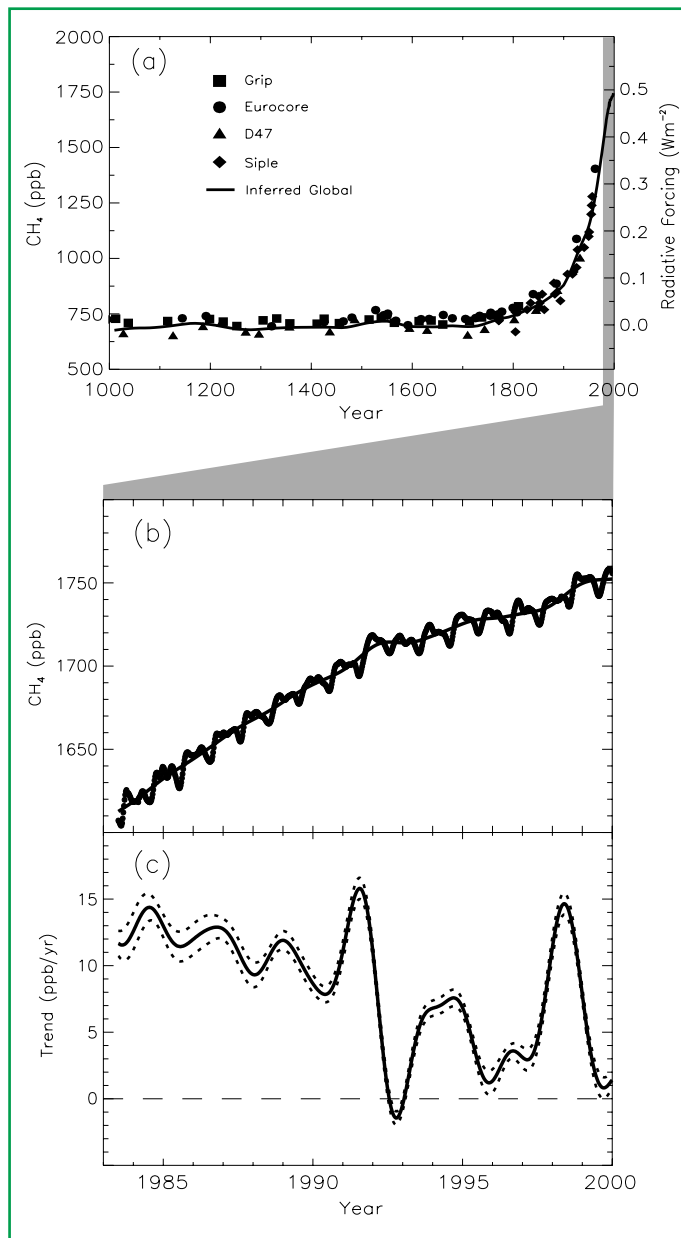 (a)
Grip
Eurocore
D47
Siple
Inferred Global
2000
1750
1500
1250
1000
750
500
CH₄ (ppb)
0.5
0.4
0.3
0.2
0.1
0.0
Radiative Forcing (Wm⁻²)
1000 1200 1400 1600 1800 2000
Year
(b)
1750
1700
1650
CH₄ (ppb)
(c)
15
10
5
0
Trend (ppb/yr)
1985 1990 1995 2000
Year